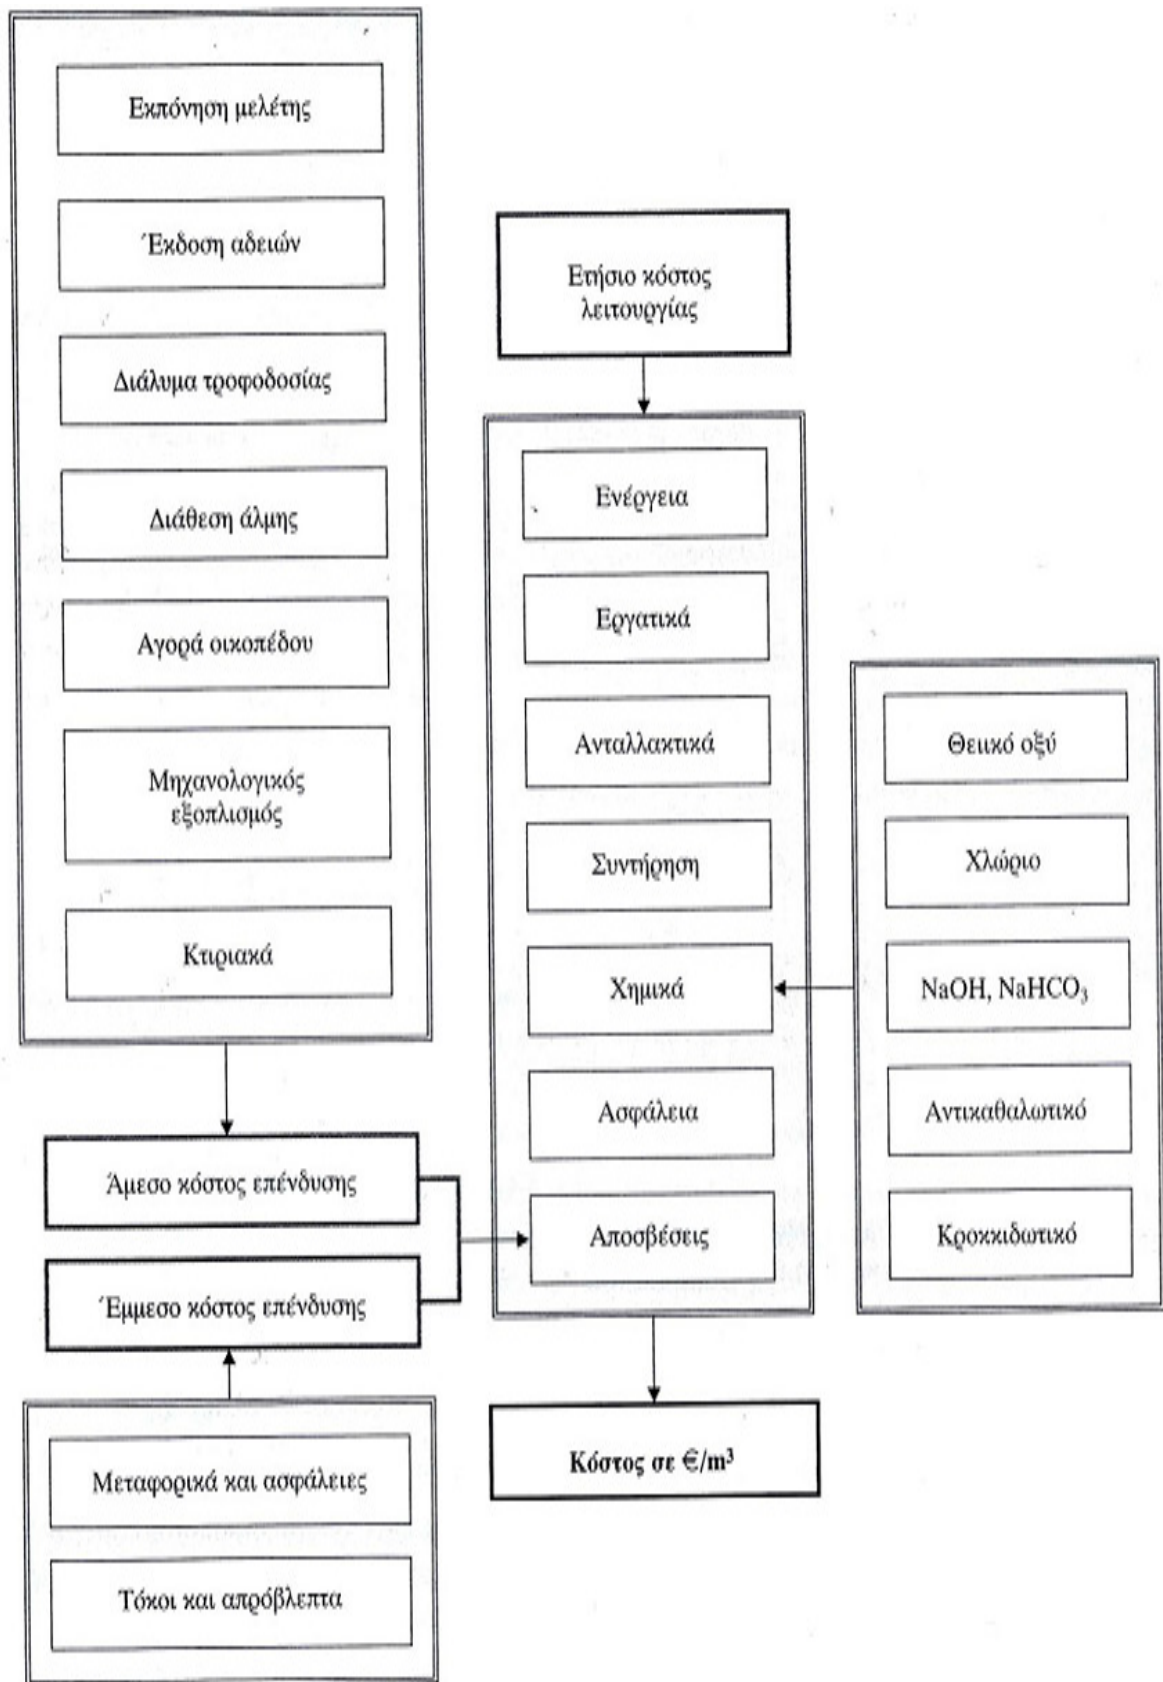 Εκπόνηση μελέτης
Έκδοση αδειών
Διάλυμα τροφοδοσίας
Διάθεση άλμης
Αγορά οικοπέδου
Μηχανολογικός
εξοπλισμός
Κτιριακά
Άμεσο κόστος επένδυσης
Έμμεσο κόστος επένδυσης
Μεταφορικά και ασφάλειες
Τόκοι και απρόβλεπτα
Ετήσιο κόστος
λειτουργίας
Ενέργεια
Εργατικά
Ανταλλακτικά
Συντήρηση
Χημικά
Ασφάλεια
Αποσβέσεις
Κόστος σε €/m³
Θειικό οξύ
Χλώριο
NaOH, NaHCO₃
Αντικαθαλωτικό
Κροκκιδωτικό